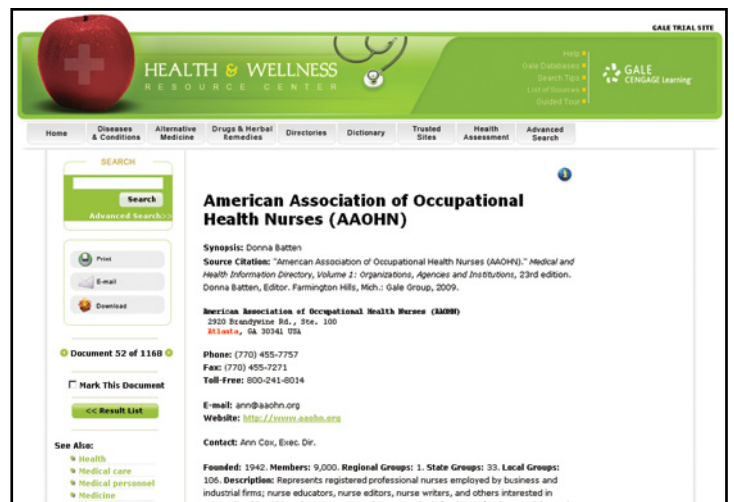 GALE TRIAL SITE
HEALTH & WELLNESS
RESOURCE CENTER
Help
Gale Databases
Search Tips
List of Sources
Guided Tour
GALE
CENGAGE Learning
Home
Diseases & Conditions
Alternative Medicine
Drugs & Herbal Remedies
Directories
Dictionary
Trusted Sites
Health Assessment
Advanced Search
SEARCH
Search
Advanced Search>>
Print
E-mail
Download
Document 52 of 1168
Mark This Document
<< Result List
See Also:
Health
Medical care
Medical personnel
Medicine
American Association of Occupational
Health Nurses (AAOHN)
Synopsis: Donna Batten
Source Citation: "American Association of Occupational Health Nurses (AAOHN)." Medical and
Health Information Directory, Volume 1: Organizations, Agencies and Institutions, 23rd edition.
Donna Batten, Editor. Farmington Hills, Mich.: Gale Group, 2009.
American Association of Occupational Health Nurses (AAOHN)
2920 Brandywine Rd., Ste. 100
Atlanta, GA 30341 USA
Phone: (770) 455-7757
Fax: (770) 455-7271
Toll-Free: 800-241-8014
E-mail: ann@aaohn.org
Website: http://www.aaohn.org
Contact: Ann Cox, Exec. Dir.
Founded: 1942. Members: 9,000. Regional Groups: 1. State Groups: 33. Local Groups:
106. Description: Represents registered professional nurses employed by business and
industrial firms; nurse educators, nurse editors, nurse writers, and others interested in